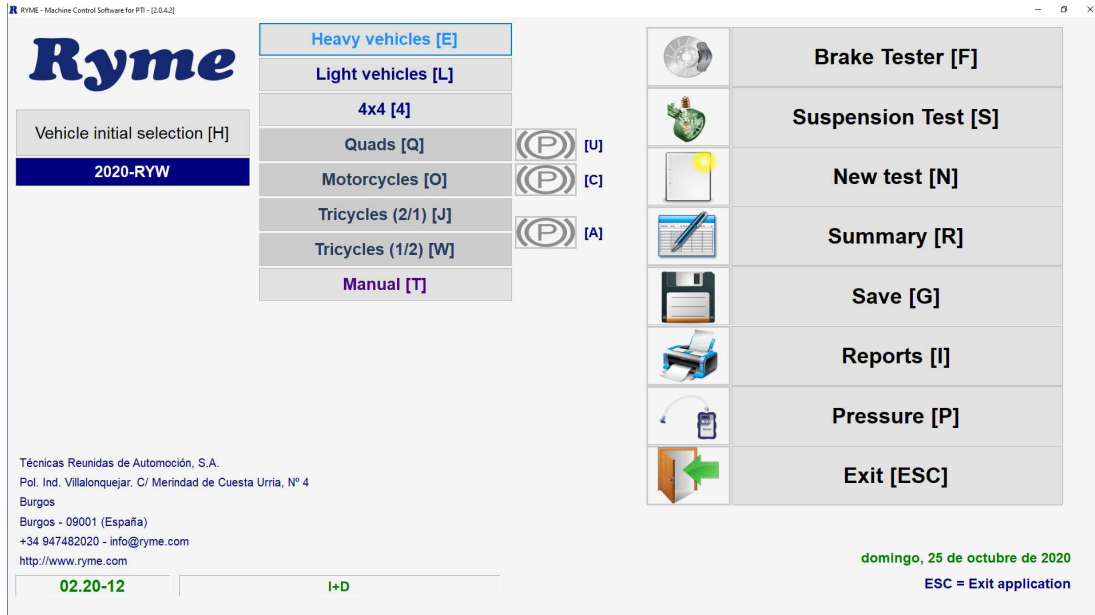 RYME - Machine Control Software for PTI - [2.0.4.2]
Ryme
Vehicle initial selection [H]
2020-RYW
Heavy vehicles [E]
Light vehicles [L]
4x4 [4]
Quads [Q]
Motorcycles [O]
Tricycles (2/1) [J]
Tricycles (1/2) [W]
Manual [T]
(P) [U]
(P) [C]
(P) [A]
Brake Tester [F]
Suspension Test [S]
New test [N]
Summary [R]
Save [G]
Reports [I]
Pressure [P]
Exit [ESC]
Técnicas Reunidas de Automoción, S.A.
Pol. Ind. Villalonquejar. C/ Merindad de Cuesta Urria, Nº 4
Burgos
Burgos - 09001 (España)
+34 947482020 - info@ryme.com
http://www.ryme.com
02.20-12
I+D
domingo, 25 de octubre de 2020
ESC = Exit application